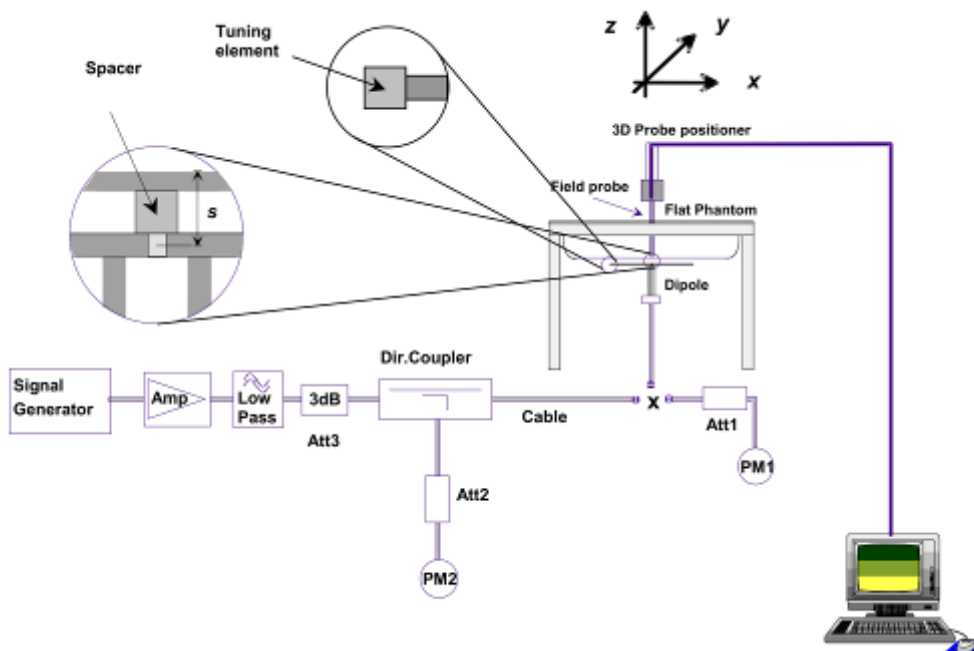 Tuning
element
Spacer
z
y
x
3D Probe positioner
s
Field probe
Flat Phantom
Dipole
Dir.Coupler
Signal
Generator
Amp
Low
Pass
3dB
Att3
Cable
x
Att1
PM1
Att2
PM2